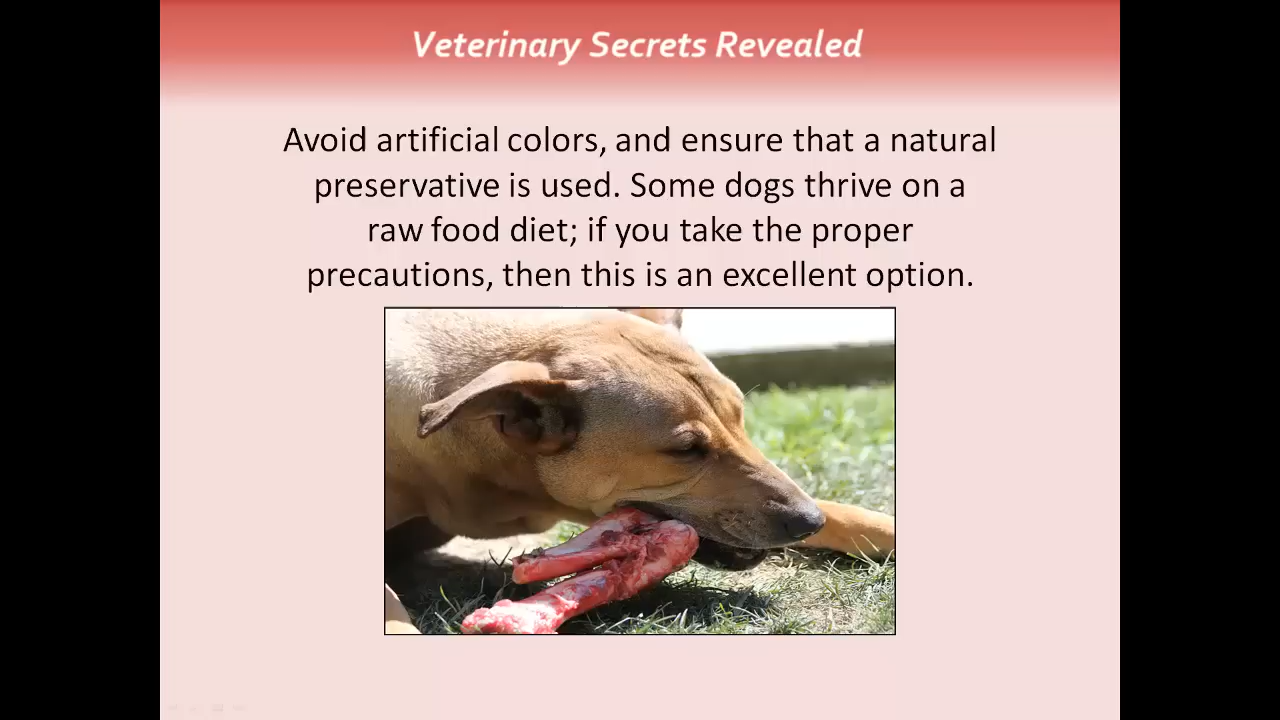 Veterinary Secrets Revealed
Avoid artificial colors, and ensure that a natural
preservative is used. Some dogs thrive on a
raw food diet; if you take the proper
precautions, then this is an excellent option.